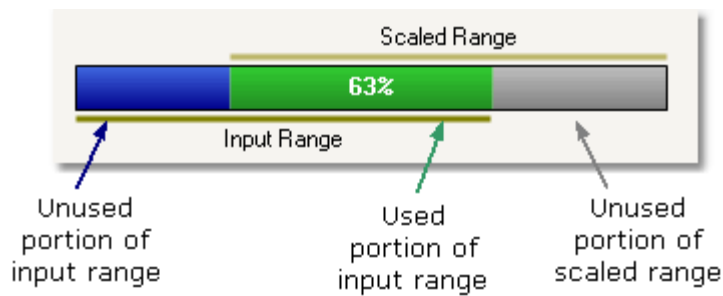 Scaled Range
63%
Input Range
Unused
portion of
input range
Used
portion of
input range
Unused
portion of
scaled range